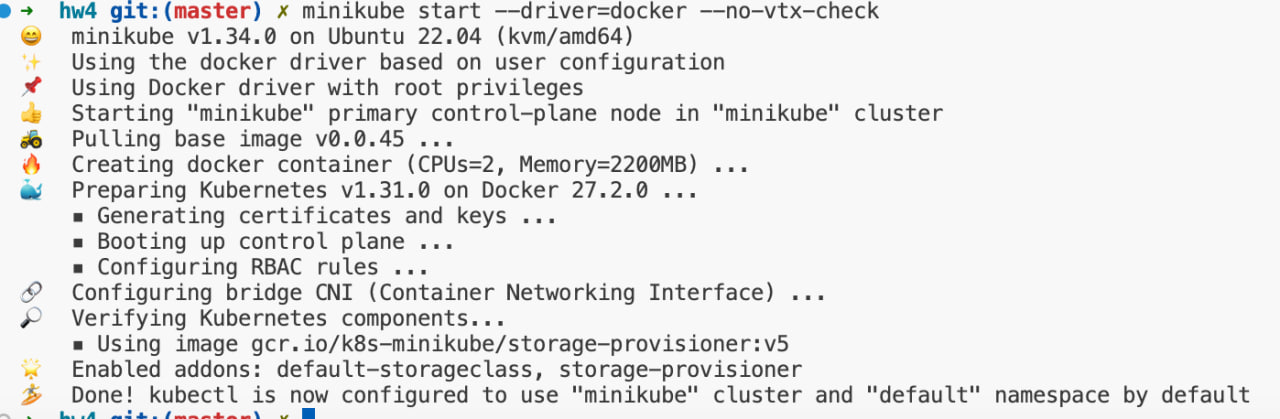 ➜ hw4 git:(master) ✗ minikube start --driver=docker --no-vtx-check
😄 minikube v1.34.0 on Ubuntu 22.04 (kvm/amd64)
✨ Using the docker driver based on user configuration
📌 Using Docker driver with root privileges
👍 Starting "minikube" primary control-plane node in "minikube" cluster
🚜 Pulling base image v0.0.45 ...
🔥 Creating docker container (CPUs=2, Memory=2200MB) ...
🐳 Preparing Kubernetes v1.31.0 on Docker 27.2.0 ...
▪ Generating certificates and keys ...
▪ Booting up control plane ...
▪ Configuring RBAC rules ...
🔗 Configuring bridge CNI (Container Networking Interface) ...
🔎 Verifying Kubernetes components...
▪ Using image gcr.io/k8s-minikube/storage-provisioner:v5
🌟 Enabled addons: default-storageclass, storage-provisioner
🏄 Done! kubectl is now configured to use "minikube" cluster and "default" namespace by default
➜ hw4 git:(master) ✗